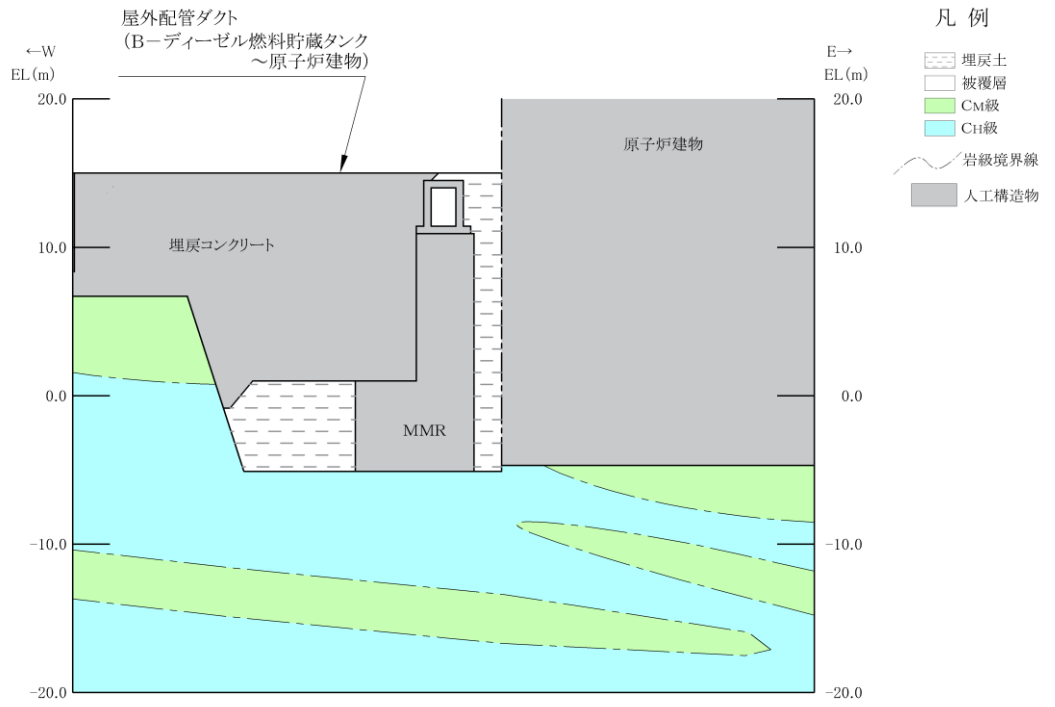 屋外配管ダクト
(B－ディーゼル燃料貯蔵タンク
～原子炉建物)
←W
EL(m)
E→
EL(m)
20.0
10.0
0.0
-10.0
-20.0
20.0
10.0
0.0
-10.0
-20.0
埋戻コンクリート
MMR
原子炉建物
凡 例
埋戻土
被覆層
CM級
CH級
岩級境界線
人工構造物